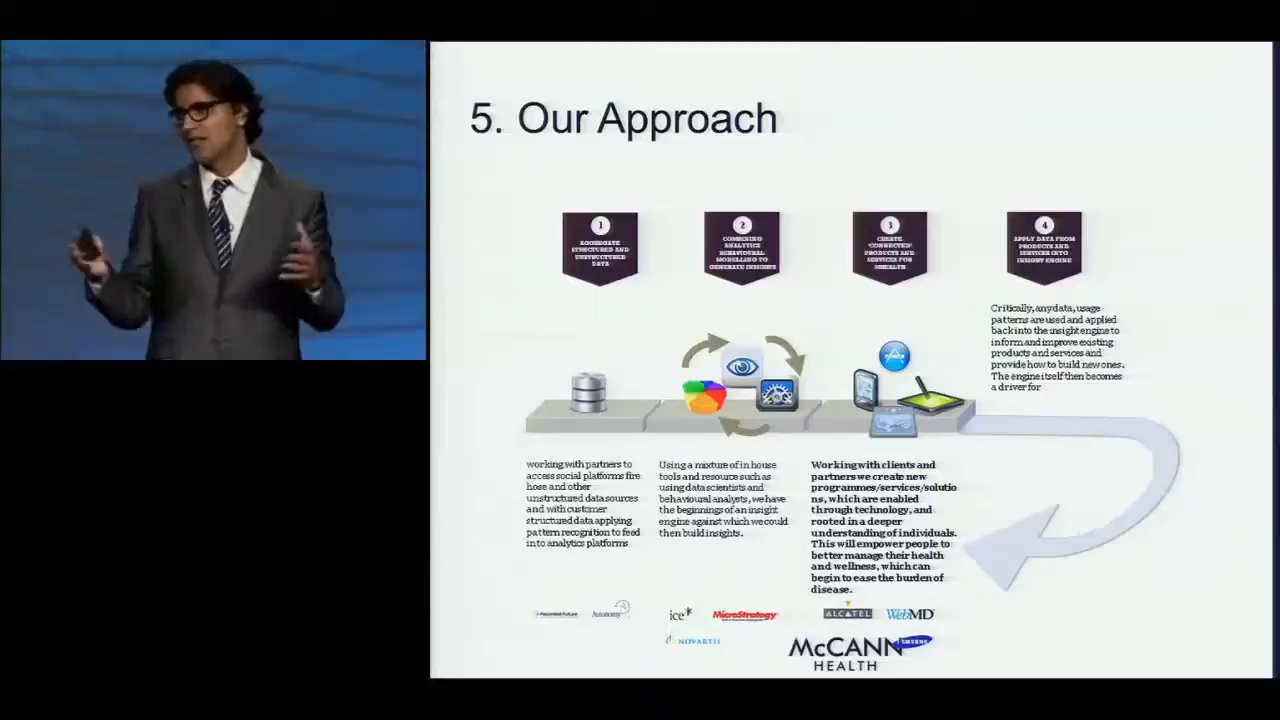 5. Our Approach
1
AGGREGATE
STRUCTURED AND
UNSTRUCTURED
DATA
2
COMBINING
ANALYTICS
BEHAVIOURAL
MODELLING TO
GENERATE INSIGHTS
3
CREATE
'CONNECTED'
PRODUCTS AND
SERVICES FOR
MHEALTH
4
APPLY DATA FROM
PRODUCTS AND
SERVICES INTO
INSIGHT ENGINE
Critically, any data, usage
patterns are used and applied
back into the insight engine to
inform and improve existing
products and services and
provide how to build new ones.
The engine itself then becomes
a driver for
working with partners to
access social platforms fire
hose and other
unstructured data sources
and with customer
structured data applying
pattern recognition to feed
into analytics platforms
Using a mixture of in house
tools and resource such as
using data scientists and
behavioural analysts, we have
the beginnings of an insight
engine against which we could
then build insights.
Working with clients and
partners we create new
programmes/services/solutio
ns, which are enabled
through technology, and
rooted in a deeper
understanding of individuals.
This will empower people to
better manage their health
and wellness, which can
begin to ease the burden of
disease.
Recorded Future
Autonomy
ice*
MicroStrategy
NOVARTIS
ALCATEL
WebMD
SAMSUNG
McCANN
HEALTH